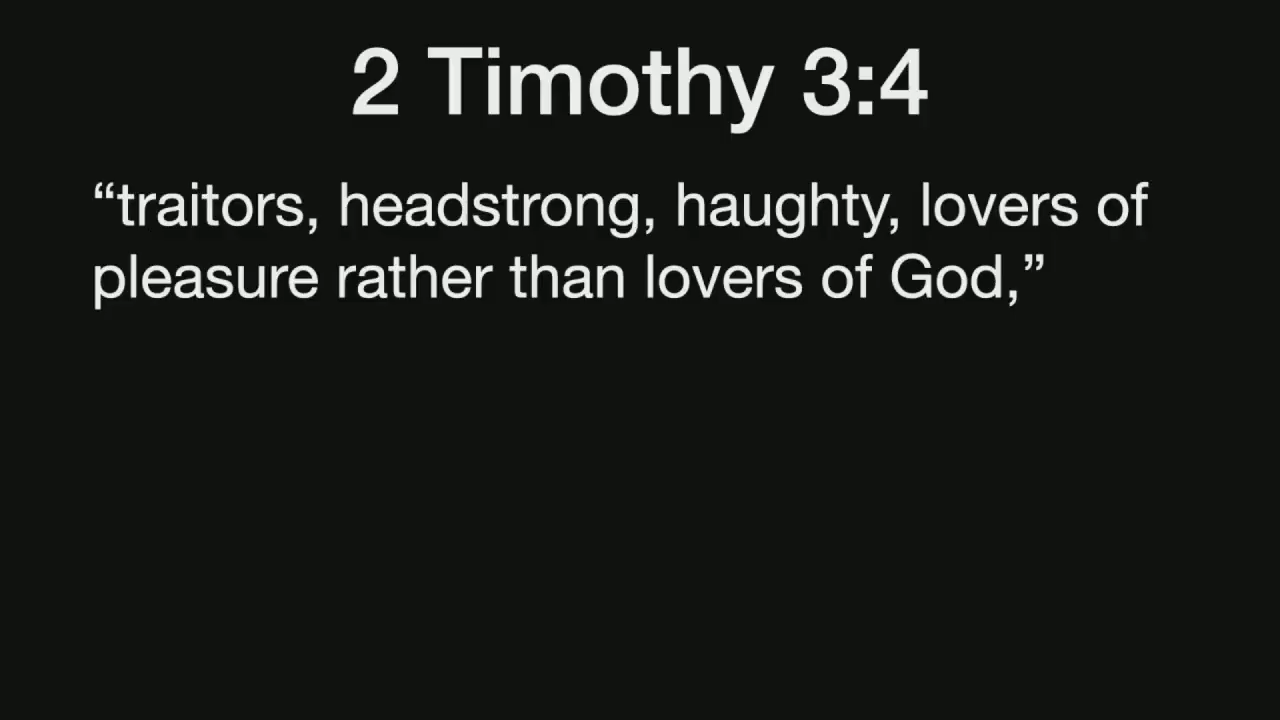 2 Timothy 3:4
“traitors, headstrong, haughty, lovers of
pleasure rather than lovers of God,”